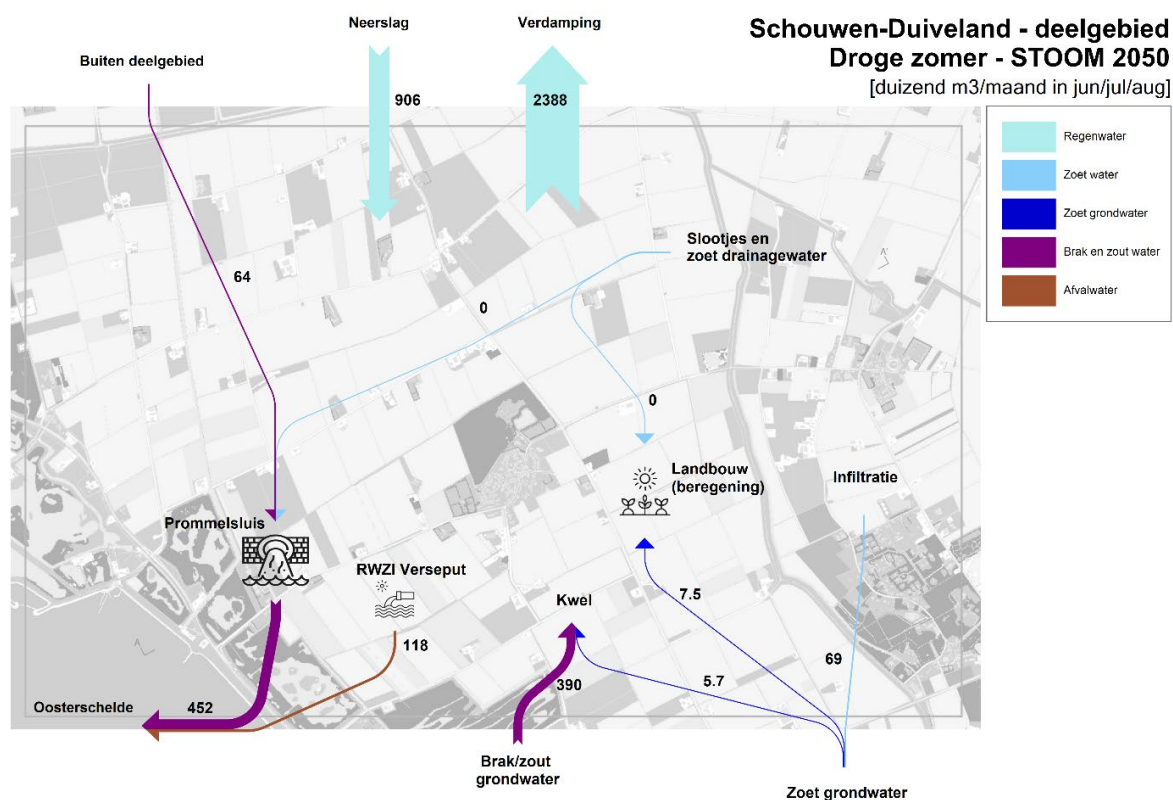 Schouwen-Duiveland - deelgebied
Droge zomer - STOOM 2050
[duizend m3/maand in jun/jul/aug]
Neerslag
Verdamping
Buiten deelgebied
906
2388
Regenwater
Zoet water
Zoet grondwater
Brak en zout water
Afvalwater
Slootjes en
zoet drainagewater
A'
64
0
0
Landbouw
(beregening)
Infiltratie
Prommelsluis
RWZI Verseput
Kwel
7.5
118
A
69
390
5.7
Oosterschelde
452
Brak/zout
grondwater
Zoet grondwater